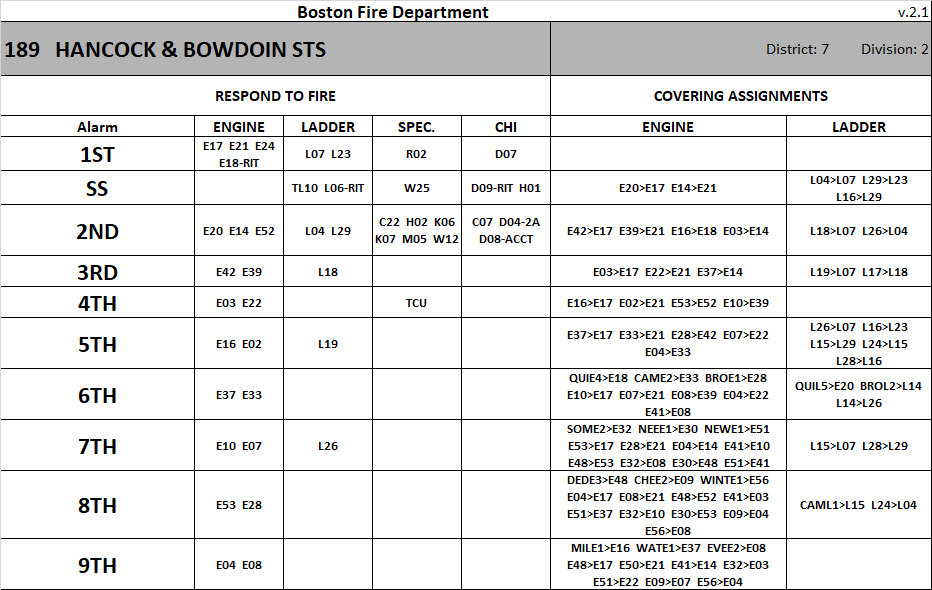 Boston Fire Department v.2.1
189 HANCOCK & BOWDOIN STS District: 7 Division: 2
RESPOND TO FIRE COVERING ASSIGNMENTS
Alarm ENGINE LADDER SPEC. CHI ENGINE LADDER
1ST E17 E21 E24 L07 L23 R02 D07
E18-RIT
SS TL10 L06-RIT W25 D09-RIT H01 E20>E17 E14>E21 L04>L07 L29>L23
L16>L29
2ND E20 E14 E52 L04 L29 C22 H02 K06 C07 D04-2A E42>E17 E39>E21 E16>E18 E03>E14 L18>L07 L26>L04
K07 M05 W12 D08-ACCT
3RD E42 E39 L18 E03>E17 E22>E21 E37>E14 L19>L07 L17>L18
4TH E03 E22 TCU E16>E17 E02>E21 E53>E52 E10>E39
5TH E16 E02 L19 E37>E17 E33>E21 E28>E42 E07>E22 L26>L07 L16>L23
E04>E33 L15>L29 L24>L15
L28>L16
6TH E37 E33 QUIE4>E18 CAME2>E33 BROE1>E28 QUIL5>E20 BROL2>L14
E10>E17 E07>E21 E08>E39 E04>E22 L14>L26
E41>E08
7TH E10 E07 L26 SOME2>E32 NEEE1>E30 NEWE1>E51 L15>L07 L28>L29
E53>E17 E28>E21 E04>E14 E41>E10
E48>E53 E32>E08 E30>E48 E51>E41
8TH E53 E28 DEDE3>E48 CHEE2>E09 WINTE1>E56 CAML1>L15 L24>L04
E04>E17 E08>E21 E48>E52 E41>E03
E51>E37 E32>E10 E30>E53 E09>E04
E56>E08
9TH E04 E08 MILE1>E16 WATE1>E37 EVEE2>E08
E48>E17 E50>E21 E41>E14 E32>E03
E51>E22 E09>E07 E56>E04